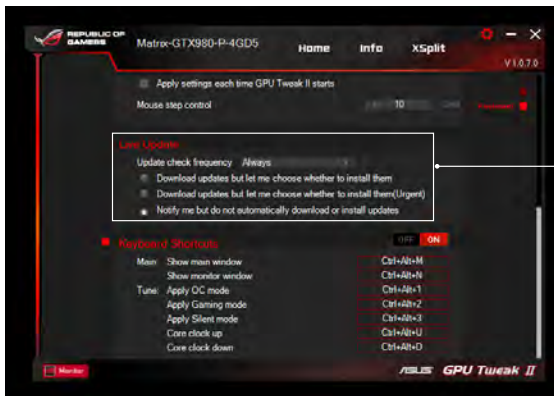 REPUBLIC OF
GAMERS
Matrix-GTX980-P-4GD5
Home Info XSplit
V 1.0.7.0
Apply settings each time GPU Tweak II starts
Mouse step control 10
Live Update
Update check frequency Always
Download updates but let me choose whether to install them
Download updates but let me choose whether to install them(Urgent)
Notify me but do not automatically download or install updates
Keyboard Shortcuts OFF ON
Main: Show main window Ctrl+Alt+M
Show monitor window Ctrl+Alt+N
Tune: Apply OC mode Ctrl+Alt+1
Apply Gaming mode Ctrl+Alt+2
Apply Silent mode Ctrl+Alt+3
Core clock up Ctrl+Alt+U
Core clock down Ctrl+Alt+D
Monitor
ASUS GPU Tweak II